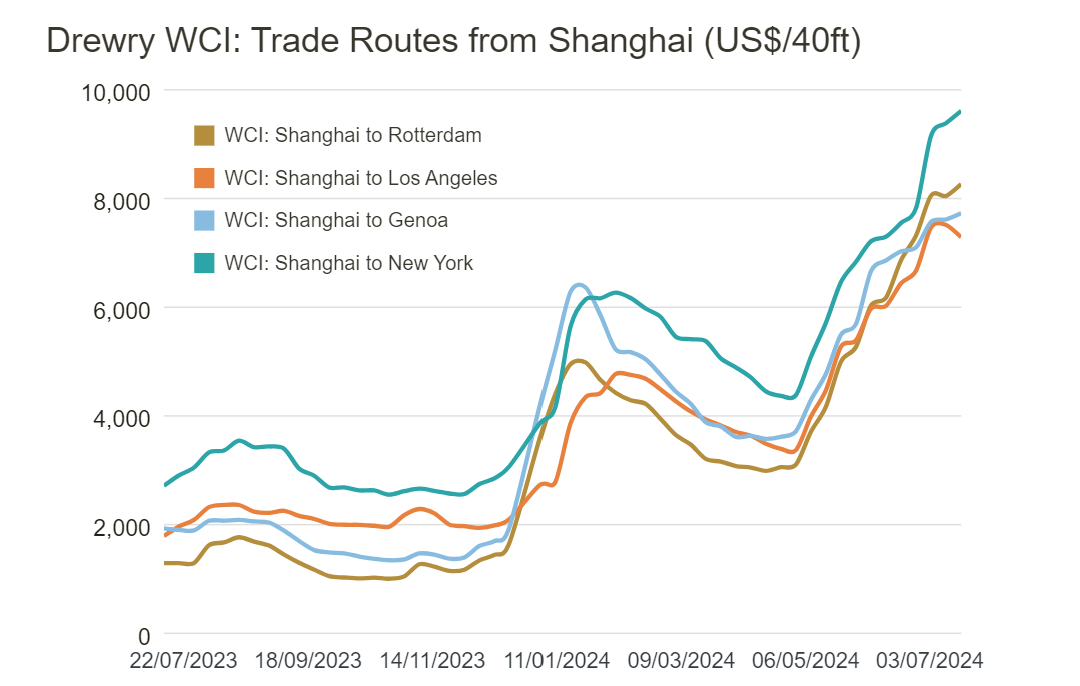 Drewry WCI: Trade Routes from Shanghai (US$/40ft)
10,000
WCI: Shanghai to Rotterdam
WCI: Shanghai to Los Angeles
8,000
WCI: Shanghai to Genoa
WCI: Shanghai to New York
6,000
4,000
2,000
0
22/07/2023 18/09/2023 14/11/2023 11/01/2024 09/03/2024 06/05/2024 03/07/2024